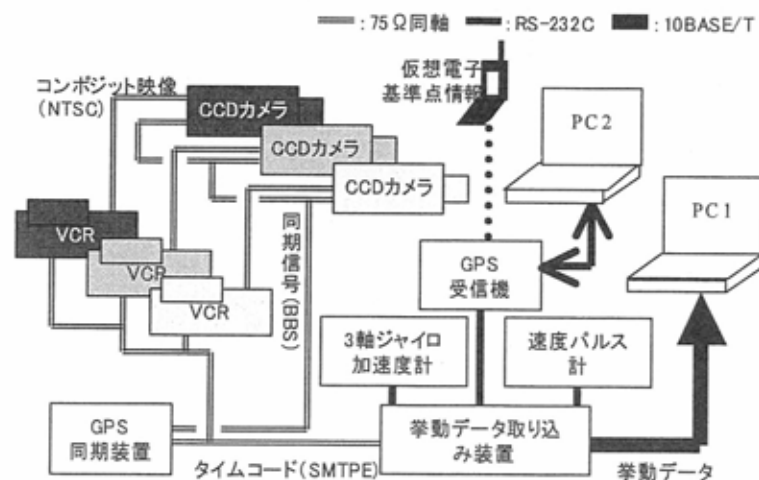 :75Ω同軸 :RS-232C :10BASE/T
コンポジット映像
(NTSC)
CCDカメラ
CCDカメラ
CCDカメラ
仮想電子
基準点情報
PC2
PC1
VCR
VCR
VCR
同期信号(BBS)
GPS
受信機
3軸ジャイロ
加速度計
速度パルス
計
GPS
同期装置
挙動データ取り込
み装置
タイムコード(SMTPE)
挙動データ